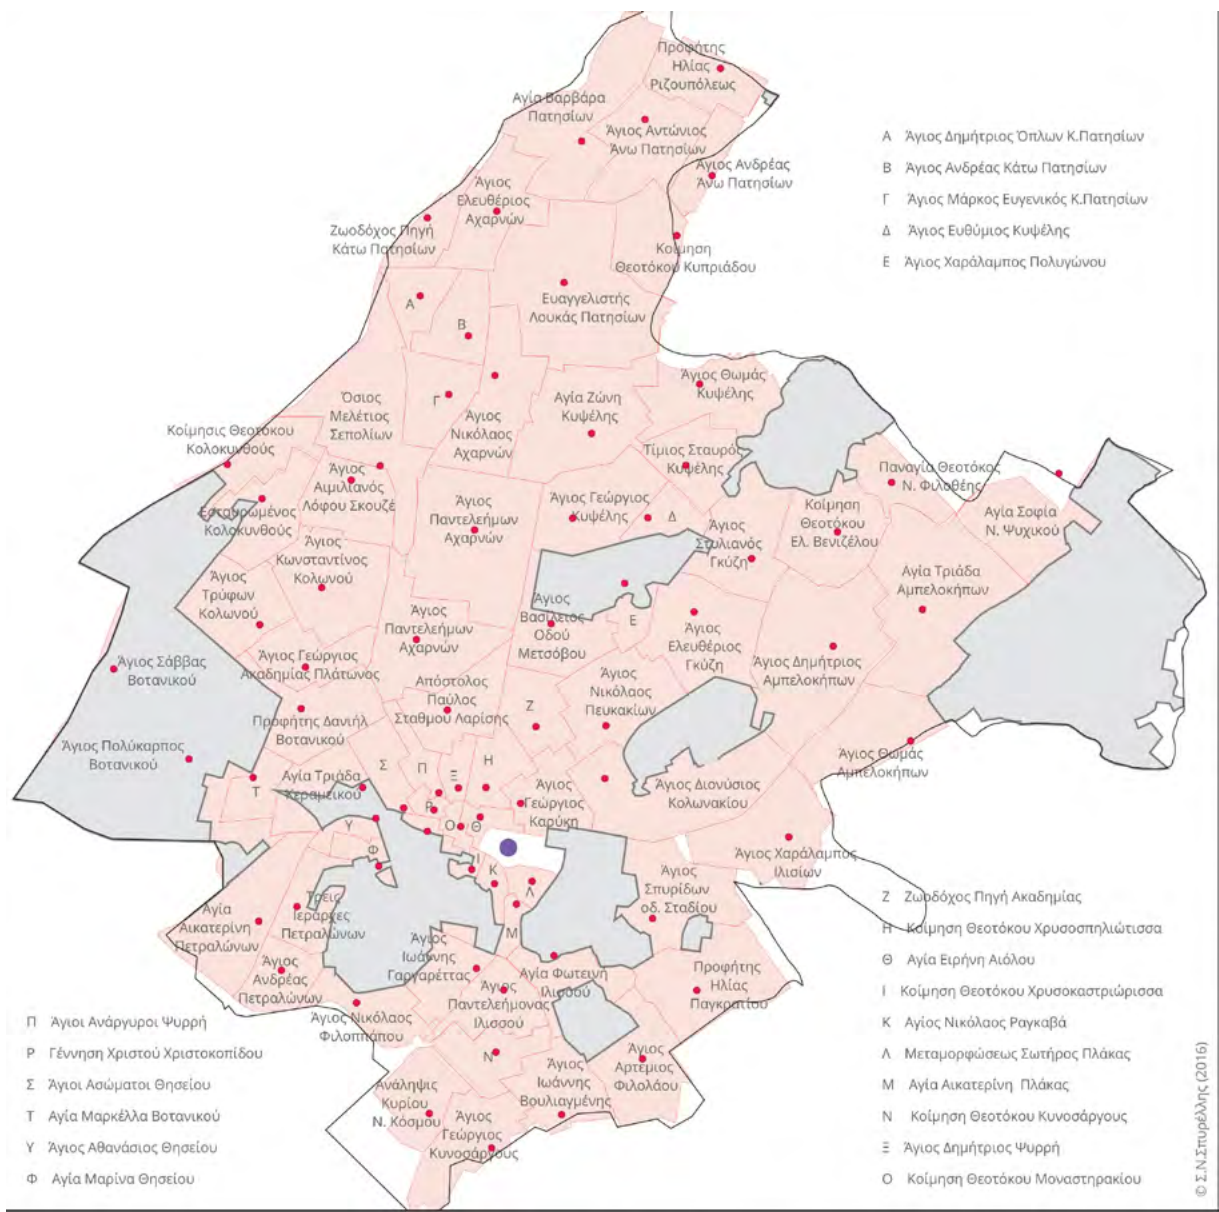 Προφήτης
Ηλίας
Ριζουπόλεως
Αγία Βαρβάρα
Πατησίων
Άγιος Αντώνιος
Άνω Πατησίων
Άγιος Ανδρέας
Άνω Πατησίων
Άγιος
Ελευθέριος
Αχαρνών
Ζωοδόχος Πηγή
Κάτω Πατησίων
Κοίμηση
Θεοτόκου Κυπριάδου
Ευαγγελιστής
Λουκάς Πατησίων
Α
Β
Γ
Α Άγιος Δημήτριος Όπλων Κ.Πατησίων
Β Άγιος Ανδρέας Κάτω Πατησίων
Γ Άγιος Μάρκος Ευγενικός Κ.Πατησίων
Δ Άγιος Ευθύμιος Κυψέλης
Ε Άγιος Χαράλαμπος Πολυγώνου
Άγιος Θωμάς
Κυψέλης
Όσιος
Μελέτιος
Σεπολίων
Άγιος
Νικόλαος
Αχαρνών
Αγία Ζώνη
Κυψέλης
Κοίμησις Θεοτόκου
Κολοκυνθούς
Τίμιος Σταυρός
Κυψέλης
Άγιος
Αιμιλιανός
Λόφου Σκουζέ
Παναγία Θεοτόκος
Ν. Φιλοθέης
Εσταυρωμένος
Κολοκυνθούς
Άγιος
Παντελεήμων
Αχαρνών
Άγιος Γεώργιος
Κυψέλης
Δ
Άγιος
Στυλιανός
Γκύζη
Κοίμηση
Θεοτόκου
Ελ. Βενιζέλου
Αγία Σοφία
Ν. Ψυχικού
Άγιος
Κωνσταντίνος
Κολωνού
Άγιος
Τρύφων
Κολωνού
Αγία Τριάδα
Αμπελοκήπων
Άγιος
Βασίλειος
Οδού
Μετσόβου
Ε
Άγιος
Παντελεήμων
Αχαρνών
Άγιος
Ελευθέριος
Γκύζη
Άγιος Δημήτριος
Αμπελοκήπων
Άγιος Σάββας
Βοτανικού
Άγιος Γεώργιος
Ακαδημίας Πλάτωνος
Απόστολος
Παύλος
Σταθμού Λαρίσης
Άγιος
Νικόλαος
Πευκακίων
Ζ
Προφήτης Δανιήλ
Βοτανικού
Άγιος Πολύκαρπος
Βοτανικού
Άγιος Θωμάς
Αμπελοκήπων
Αγία Τριάδα
Κεραμεικού
Σ
Π
Ξ
Η
Τ
Ρ
Άγιος
Γεώργιος
Καρύκη
Άγιος Διονύσιος
Κολωνακίου
Υ
Ο
Θ
Φ
Ι
Κ
Λ
Μ
Άγιος Χαράλαμπος
Ιλισίων
Άγιος
Σπυρίδων
οδ. Σταδίου
Τρεις
Ιεράρχες
Πετραλώνων
Αγία
Αικατερίνη
Πετραλώνων
Άγιος
Ανδρέας
Πετραλώνων
Άγιος
Ιωάννης
Γαργαρέττας
Αγία Φωτεινή
Ιλισσού
Άγιος
Παντελεήμονας
Ιλισσού
Προφήτης
Ηλίας
Παγκρατίου
Άγιος Νικόλαος
Φιλοππάπου
Ν
Άγιος
Αρτέμιος
Φιλολάου
Άγιος
Ιωάννης
Βουλιαγμένης
Ανάληψις
Κυρίου
Ν. Κόσμου
Άγιος
Γεώργιος
Κυνοσάργους
Π Άγιοι Ανάργυροι Ψυρρή
Ρ Γέννηση Χριστού Χριστοκοπίδου
Σ Άγιοι Ασώματοι Θησείου
Τ Αγία Μαρκέλλα Βοτανικού
Υ Άγιος Αθανάσιος Θησείου
Φ Αγία Μαρίνα Θησείου
Ζ Ζωοδόχος Πηγή Ακαδημίας
Η Κοίμηση Θεοτόκου Χρυσοσπηλιώτισσα
Θ Αγία Ειρήνη Αιόλου
Ι Κοίμηση Θεοτόκου Χρυσοκαστριώρισσα
Κ Αγίος Νικόλαος Ραγκαβά
Λ Μεταμορφώσεως Σωτήρος Πλάκας
Μ Αγία Αικατερίνη Πλάκας
Ν Κοίμηση Θεοτόκου Κυνοσάργους
Ξ Άγιος Δημήτριος Ψυρρή
Ο Κοίμηση Θεοτόκου Μοναστηρακίου
© Σ.Ν.Σπυρέλλης (2016)